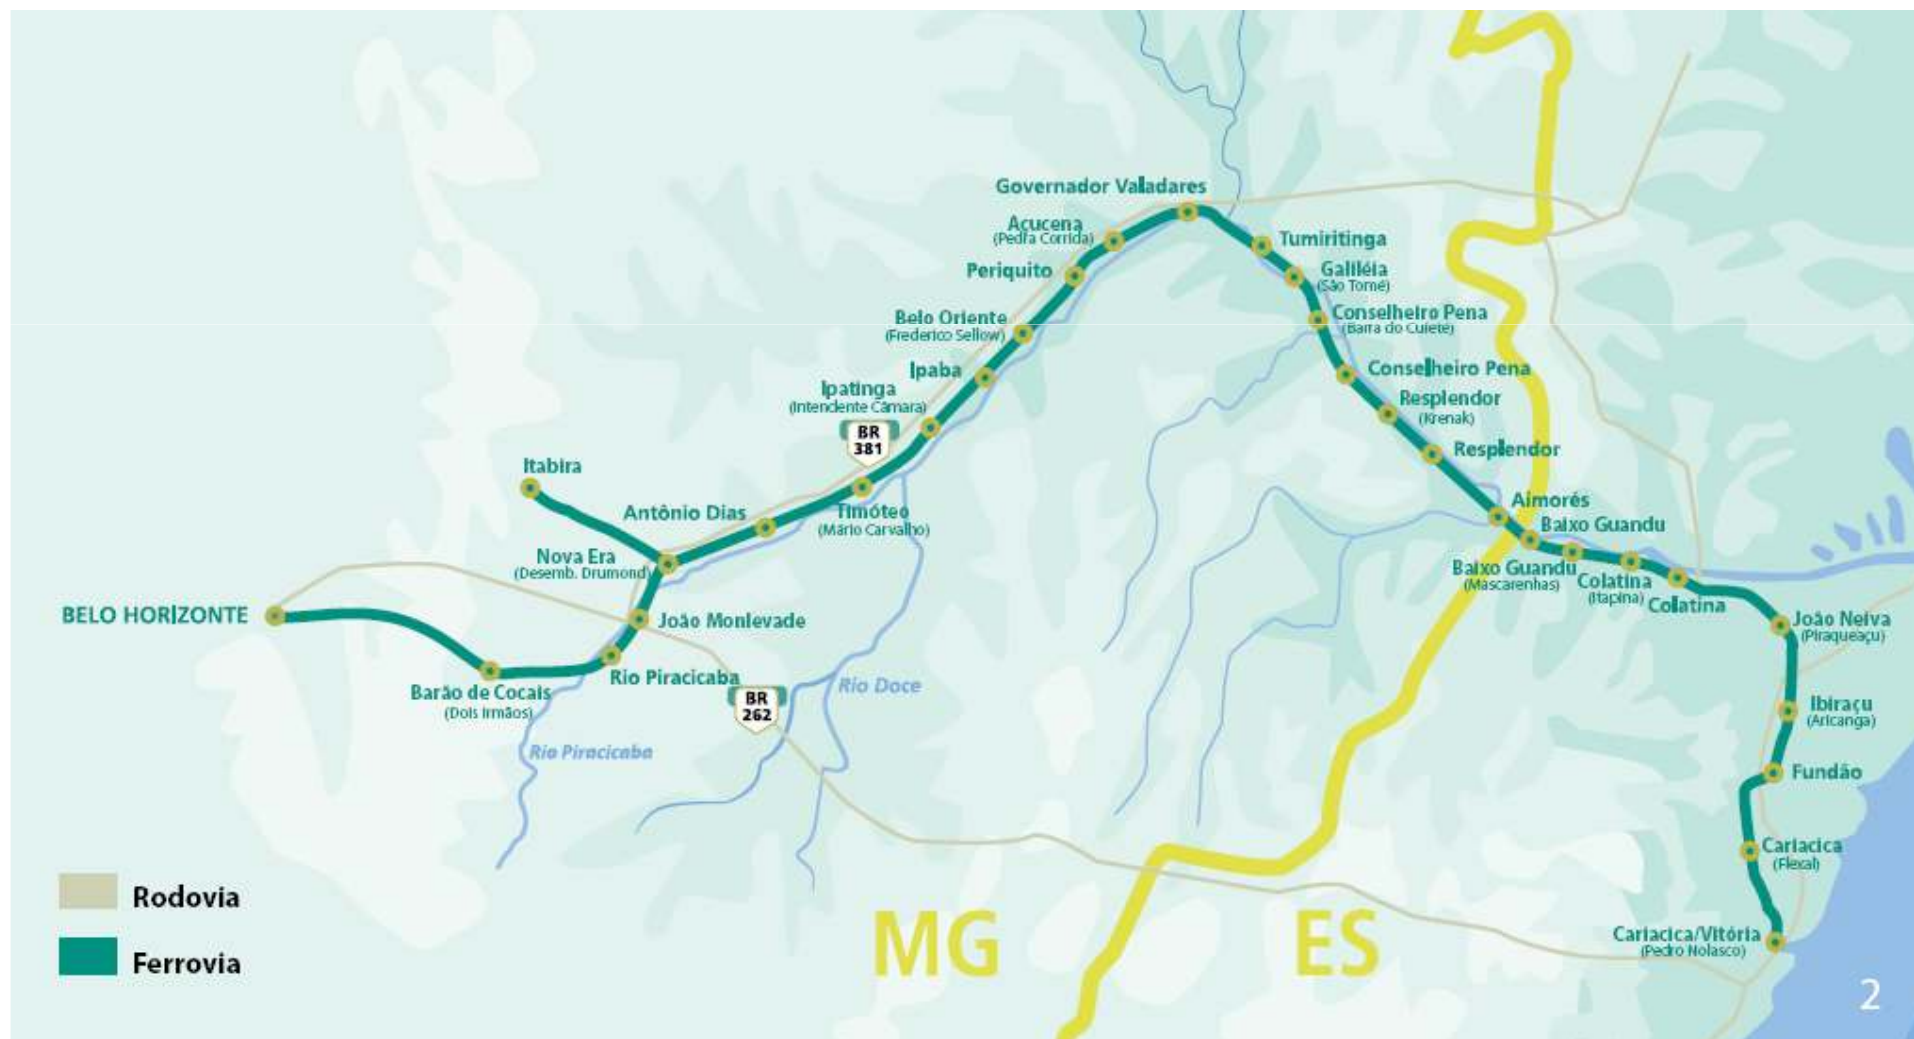 Governador Valadares
Açucena
(Pedra Corrida)
Tumiritinga
Periquito
Galiléia
(São Tomé)
Belo Oriente
(Frederico Sellow)
Conselheiro Pena
(Barra do Cuieté)
Ipaba
Conselheiro Pena
Ipatinga
(Intendente Câmara)
Resplendor
(Krenak)
BR
381
Resplendor
Itabira
Aimorés
Antônio Dias
Timóteo
(Mário Carvalho)
Baixo Guandu
Nova Era
(Desemb. Drumond)
Baixo Guandu
(Mascarenhas)
Colatina
(Itapina)
Colatina
BELO HORIZONTE
João Monlevade
João Neiva
(Piraqueaçu)
Rio Piracicaba
Barão de Cocais
(Dois Irmãos)
BR
262
Rio Doce
Ibiraçu
(Aricanga)
Rio Piracicaba
Fundão
Cariacica
(Flexal)
Rodovia
Ferrovia
MG
ES
Cariacica/Vitória
(Pedro Nolasco)
2